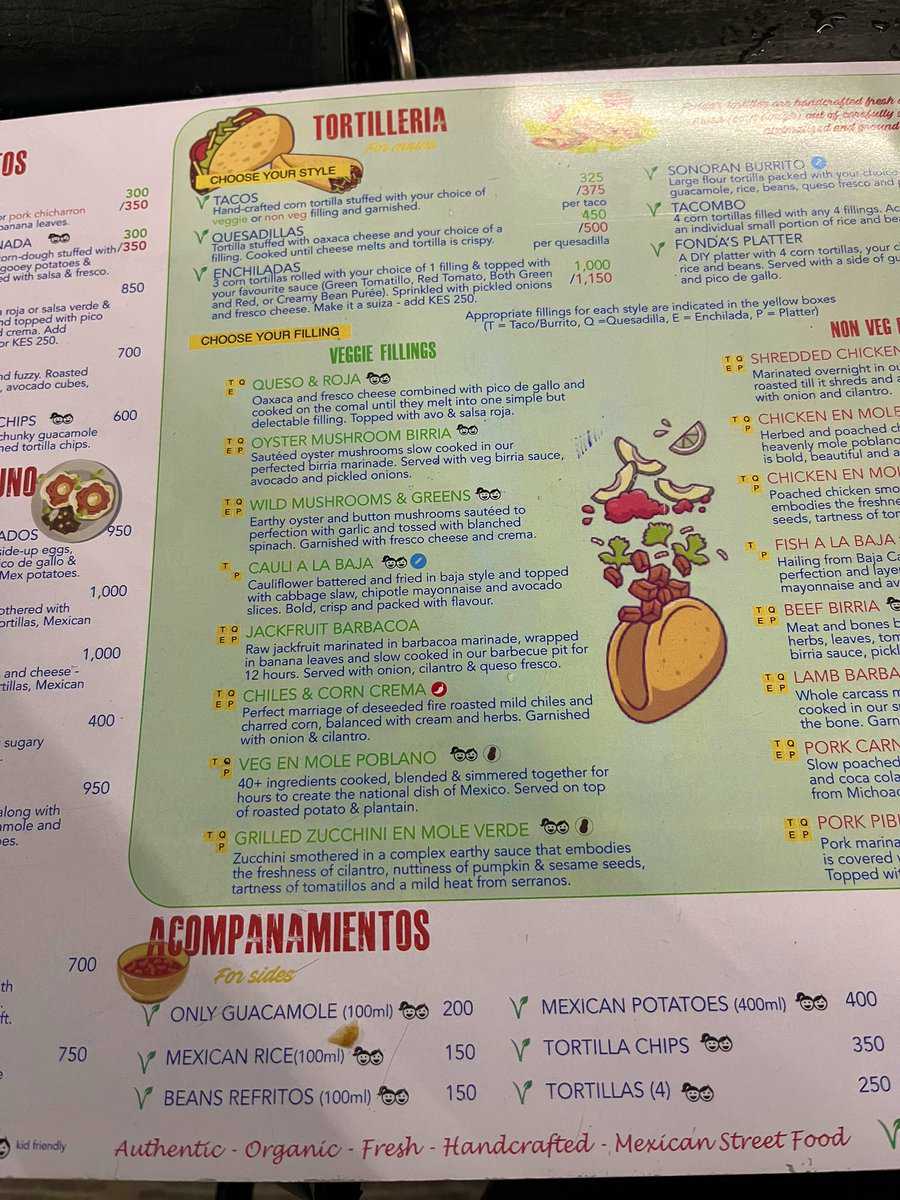 TOS
300
or pork chicharron /350
banana leaves.
NADA 300
corn-dough stuffed with /350
gooey potatoes &
ed with salsa & fresco.
850
roja or salsa verde &
nd topped with pico
d crema. Add
or KES 250.
700
nd fuzzy. Roasted
, avocado cubes,
CHIPS 600
chunky guacamole
ned tortilla chips.
UNO
ADOS 950
side-up eggs,
co de gallo &
Mex potatoes.
1,000
othered with
ortillas, Mexican
1,000
and cheese -
rtillas, Mexican
400
sugary
950
along with
amole and
es.
700
th
ft.
750
kid friendly
TORTILLERIA
For mains
CHOOSE YOUR STYLE
TACOS 325
Hand-crafted corn tortilla stuffed with your choice of /375
veggie or non veg filling and garnished. per taco
QUESADILLAS 450
Tortilla stuffed with oaxaca cheese and your choice of a /500
filling. Cooked until cheese melts and tortilla is crispy. per quesadilla
ENCHILADAS 1,000
3 corn tortillas rolled with your choice of 1 filling & topped with /1,150
your favourite sauce (Green Tomatillo, Red Tomato, Both Green
and Red, or Creamy Bean Purée). Sprinkled with pickled onions
and fresco cheese. Make it a suiza - add KES 250.
tortillas are handcrafted fresh
out of carefully
and ground
SONORAN BURRITO
Large flour tortilla packed with your choice
guacamole, rice, beans, queso fresco and p
TACOMBO
4 corn tortillas filled with any 4 fillings. Ac
an individual small portion of rice and bea
FONDA'S PLATTER
A DIY platter with 4 corn tortillas, your c
rice and beans. Served with a side of gu
and pico de gallo.
Appropriate fillings for each style are indicated in the yellow boxes
(T = Taco/Burrito, Q =Quesadilla, E = Enchilada, P = Platter)
CHOOSE YOUR FILLING
VEGGIE FILLINGS
T Q E QUESO & ROJA
Oaxaca and fresco cheese combined with pico de gallo and
cooked on the comal until they melt into one simple but
delectable filling. Topped with avo & salsa roja.
T Q E P OYSTER MUSHROOM BIRRIA
Sautéed oyster mushrooms slow cooked in our
perfected birria marinade. Served with veg birria sauce,
avocado and pickled onions.
T Q E P WILD MUSHROOMS & GREENS
Earthy oyster and button mushrooms sautéed to
perfection with garlic and tossed with blanched
spinach. Garnished with fresco cheese and crema.
T P CAULI A LA BAJA
Cauliflower battered and fried in baja style and topped
with cabbage slaw, chipotle mayonnaise and avocado
slices. Bold, crisp and packed with flavour.
T Q E P JACKFRUIT BARBACOA
Raw jackfruit marinated in barbacoa marinade, wrapped
in banana leaves and slow cooked in our barbecue pit for
12 hours. Served with onion, cilantro & queso fresco.
T Q E P CHILES & CORN CREMA
Perfect marriage of deseeded fire roasted mild chiles and
charred corn, balanced with cream and herbs. Garnished
with onion & cilantro.
T Q P VEG EN MOLE POBLANO
40+ ingredients cooked, blended & simmered together for
hours to create the national dish of Mexico. Served on top
of roasted potato & plantain.
T Q P GRILLED ZUCCHINI EN MOLE VERDE
Zucchini smothered in a complex earthy sauce that embodies
the freshness of cilantro, nuttiness of pumpkin & sesame seeds,
tartness of tomatillos and a mild heat from serranos.
NON VEG
T Q E P SHREDDED CHICKEN
Marinated overnight in ou
roasted till it shreds and a
with onion and cilantro.
T Q P CHICKEN EN MOLE
Herbed and poached ch
heavenly mole poblano
is bold, beautiful and a
T Q P CHICKEN EN MOL
Poached chicken smo
embodies the freshne
seeds, tartness of tom
T P FISH A LA BAJA
Hailing from Baja Ca
perfection and laye
mayonnaise and av
T Q E P BEEF BIRRIA
Meat and bones b
herbs, leaves, tom
birria sauce, pickl
T Q E P LAMB BARBA
Whole carcass m
cooked in our s
the bone. Garn
T Q E P PORK CARN
Slow poached
and coca cola
from Michoac
T Q E P PORK PIB
Pork marina
is covered
Topped wit
ACOMPANAMIENTOS
For sides
ONLY GUACAMOLE (100ml) 200
MEXICAN RICE(100ml) 150
BEANS REFRITOS (100ml) 150
MEXICAN POTATOES (400ml) 400
TORTILLA CHIPS 350
TORTILLAS (4) 250
Authentic - Organic - Fresh - Handcrafted - Mexican Street Food